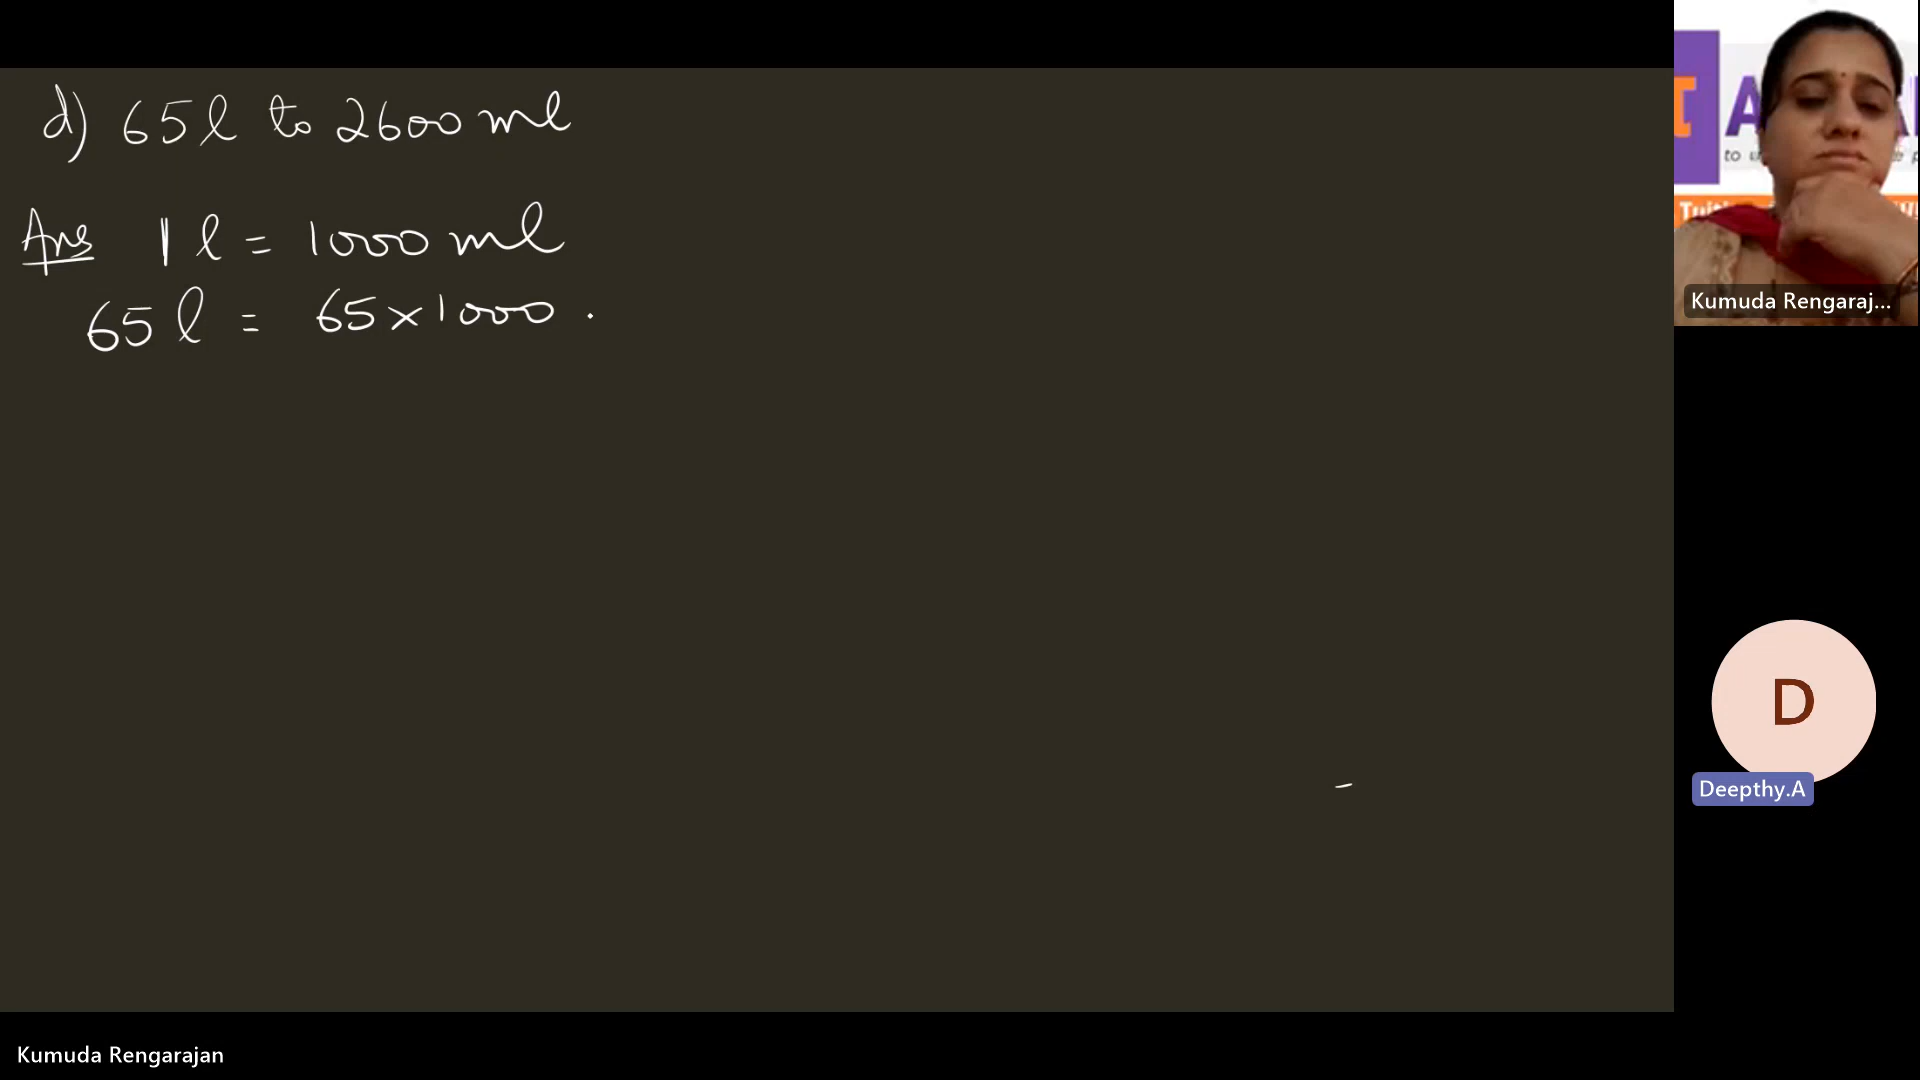 d) 65 l to 2600 ml
Ans 1 l = 1000 ml
65 l = 65 × 1000 .
Kumuda Rengaraj...
D
Deepthy.A
Kumuda Rengarajan